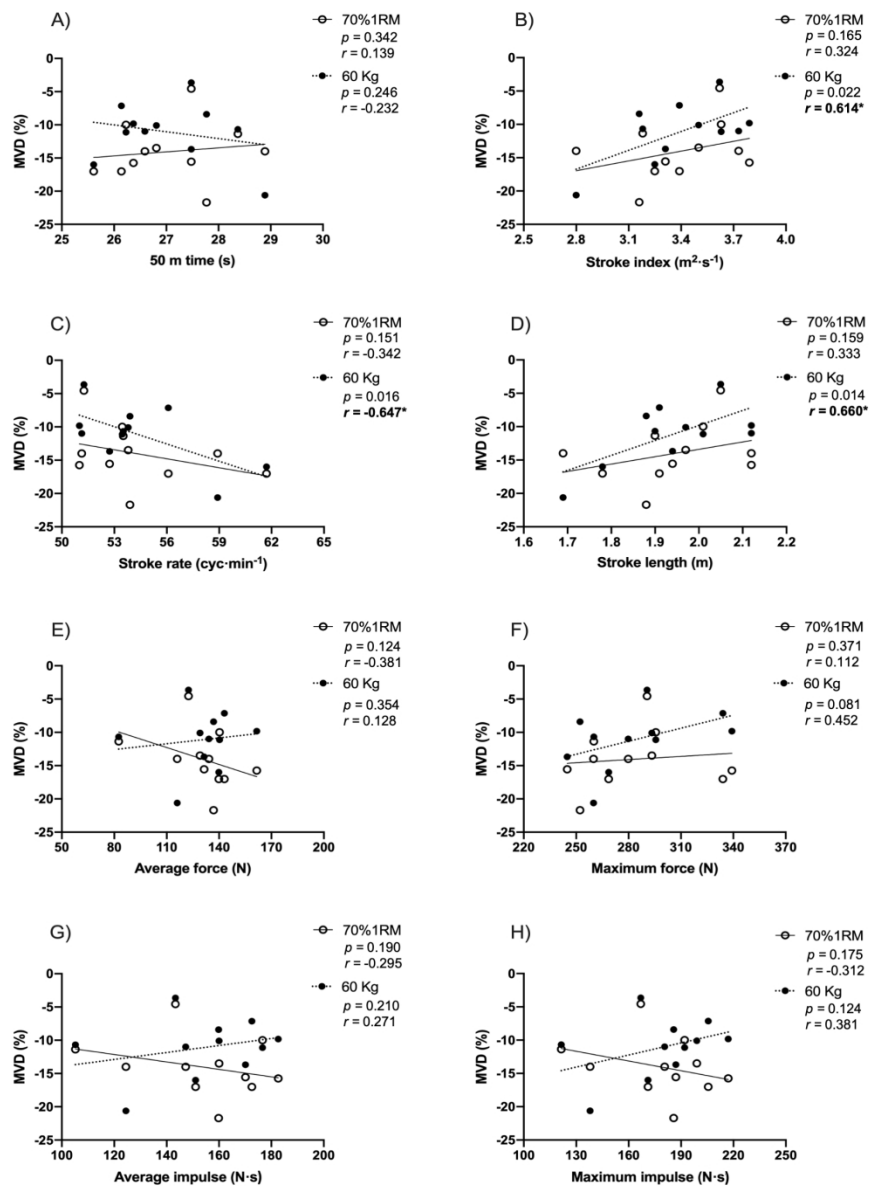 A)
70%1RM
p = 0.342
r = 0.139
60 Kg
p = 0.246
r = -0.232
0
-5
-10
-15
-20
-25
MVD (%)
25 26 27 28 29 30
50 m time (s)
B)
70%1RM
p = 0.165
r = 0.324
60 Kg
p = 0.022
r = 0.614*
0
-5
-10
-15
-20
-25
MVD (%)
2.5 2.8 3.1 3.4 3.7 4.0
Stroke index (m²·s⁻¹)
C)
70%1RM
p = 0.151
r = -0.342
60 Kg
p = 0.016
r = -0.647*
0
-5
-10
-15
-20
-25
MVD (%)
50 53 56 59 62 65
Stroke rate (cyc·min⁻¹)
D)
70%1RM
p = 0.159
r = 0.333
60 Kg
p = 0.014
r = 0.660*
0
-5
-10
-15
-20
-25
MVD (%)
1.6 1.7 1.8 1.9 2.0 2.1 2.2
Stroke length (m)
E)
70%1RM
p = 0.124
r = -0.381
60 Kg
p = 0.354
r = 0.128
0
-5
-10
-15
-20
-25
MVD (%)
50 80 110 140 170 200
Average force (N)
F)
70%1RM
p = 0.371
r = 0.112
60 Kg
p = 0.081
r = 0.452
0
-5
-10
-15
-20
-25
MVD (%)
220 250 280 310 340 370
Maximum force (N)
G)
70%1RM
p = 0.190
r = -0.295
60 Kg
p = 0.210
r = 0.271
0
-5
-10
-15
-20
-25
MVD (%)
100 120 140 160 180 200
Average impulse (N·s)
H)
70%1RM
p = 0.175
r = -0.312
60 Kg
p = 0.124
r = 0.381
0
-5
-10
-15
-20
-25
MVD (%)
100 130 160 190 220 250
Maximum impulse (N·s)